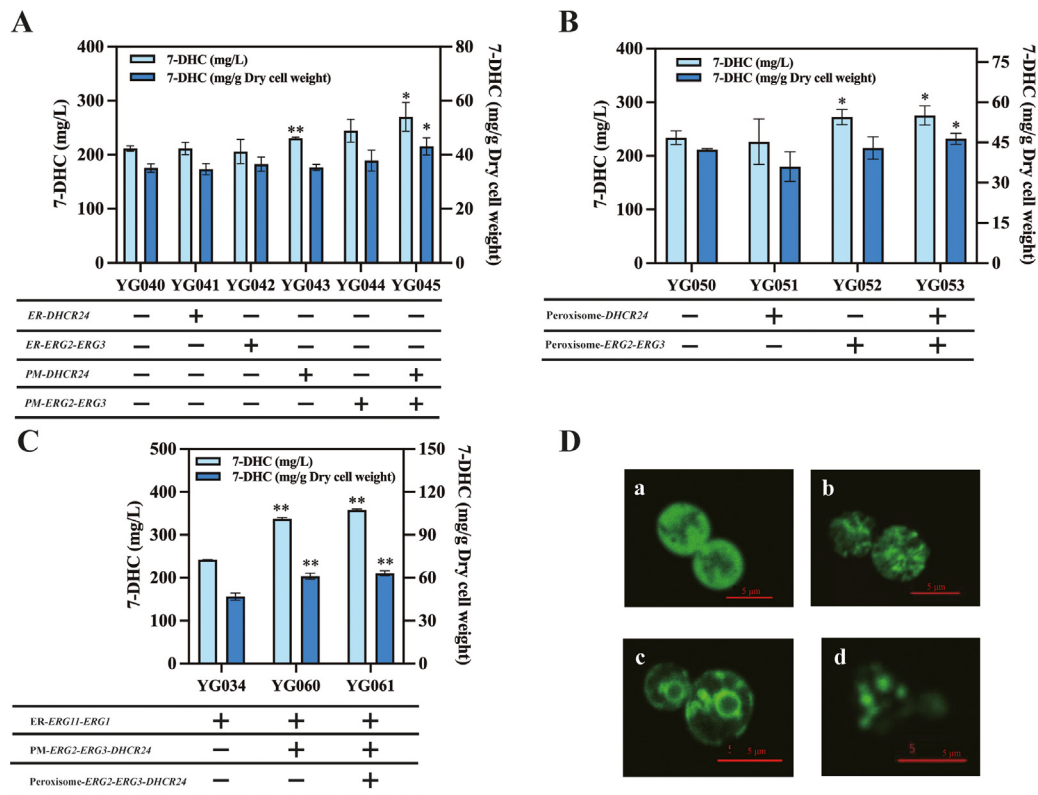 A
400
300
200
100
0
7-DHC (mg/L)
7-DHC (mg/L)
7-DHC (mg/g Dry cell weight)
**
*
*
80
60
40
20
0
7-DHC (mg/g Dry cell weight)
YG040 YG041 YG042 YG043 YG044 YG045
ER-DHCR24 − + − − − −
ER-ERG2-ERG3 − − + − − −
PM-DHCR24 − − − + − +
PM-ERG2-ERG3 − − − − + +
B
400
300
200
100
0
7-DHC (mg/L)
7-DHC (mg/L)
7-DHC (mg/g Dry cell weight)
*
*
*
75
60
45
30
15
0
7-DHC (mg/g Dry cell weight)
YG050 YG051 YG052 YG053
Peroxisome-DHCR24 − + − +
Peroxisome-ERG2-ERG3 − − + +
C
500
400
300
200
100
0
7-DHC (mg/L)
7-DHC (mg/L)
7-DHC (mg/g Dry cell weight)
**
**
**
**
150
120
90
60
30
0
7-DHC (mg/g Dry cell weight)
YG034 YG060 YG061
ER-ERG11-ERG1 + + +
PM-ERG2-ERG3-DHCR24 − + +
Peroxisome-ERG2-ERG3-DHCR24 − − +
D
a
5 μm
b
5 μm
c
5 μm
d
5
5 μm